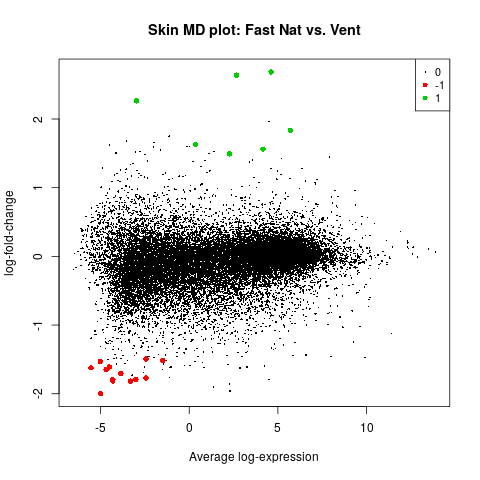 Skin MD plot: Fast Nat vs. Vent
0
-1
1
log-fold-change
2
1
0
-1
-2
-5 0 5 10
Average log-expression